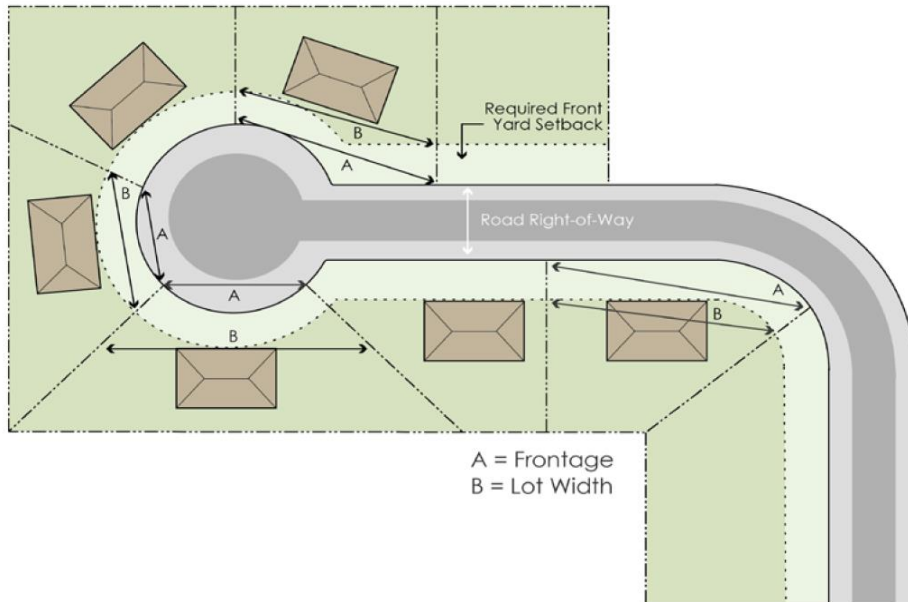 Required Front
Yard Setback
B
A
B
A
Road Right-of-Way
A
A
B
B
A = Frontage
B = Lot Width